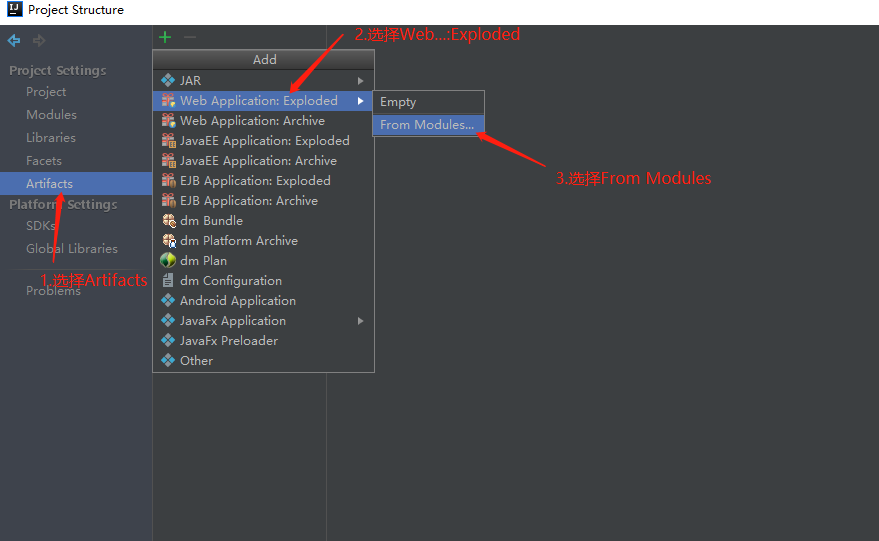 Project Structure
2.选择Web...:Exploded
Project Settings
Project
Modules
Libraries
Facets
Artifacts
Platform Settings
SDKs
Global Libraries
1.选择Artifacts
Problems
Add
JAR
Web Application: Exploded
Web Application: Archive
JavaEE Application: Exploded
JavaEE Application: Archive
EJB Application: Exploded
EJB Application: Archive
dm Bundle
dm Platform Archive
dm Plan
dm Configuration
Android Application
JavaFx Application
JavaFx Preloader
Other
Empty
From Modules...
3.选择From Modules